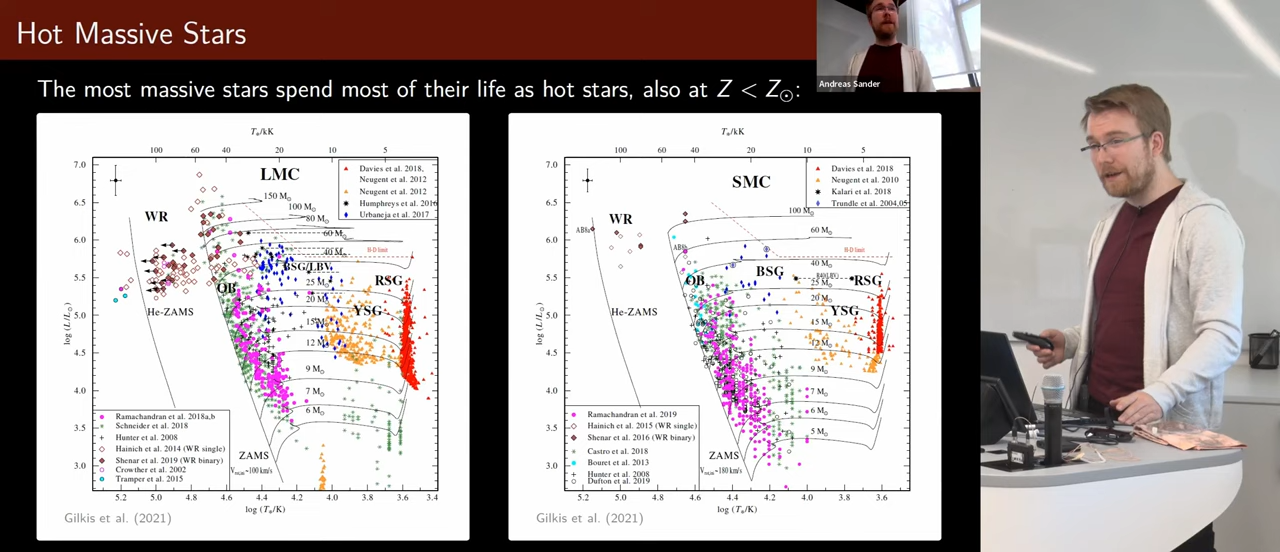 Hot Massive Stars
Andreas Sander
The most massive stars spend most of their life as hot stars, also at Z < Z⊙:
T*/kK
100 60 40 20 10 5
LMC
Davies et al. 2018,
Neugent et al. 2012
Neugent et al. 2012
Humphreys et al. 2016
Urbaneja et al. 2017
150 M⊙
100 M⊙
80 M⊙
60 M⊙
40 M⊙
25 M⊙
20 M⊙
15 M⊙
12 M⊙
9 M⊙
7 M⊙
6 M⊙
H-D limit
WR
BSG/LBV
OB
RSG
YSG
He-ZAMS
ZAMS
log (L/L⊙)
7.0
6.5
6.0
5.5
5.0
4.5
4.0
3.5
3.0
Ramachandran et al. 2018a,b
Schneider et al. 2018
Hunter et al. 2008
Hainich et al. 2014 (WR single)
Shenar et al. 2019 (WR binary)
Crowther et al. 2002
Tramper et al. 2015
~100 km/s
5.2 5.0 4.8 4.6 4.4 4.2 4.0 3.8 3.6 3.4
log (T*/K)
Gilkis et al. (2021)
T*/kK
100 60 40 20 10 5
SMC
Davies et al. 2018
Neugent et al. 2010
Kalari et al. 2018
Trundle et al. 2004,05
100 M⊙
60 M⊙
40 M⊙
25 M⊙
20 M⊙
15 M⊙
12 M⊙
9 M⊙
7 M⊙
6 M⊙
5 M⊙
H-D limit
WR
AB8
OB
BSG
RSG
YSG
He-ZAMS
ZAMS
log (L/L⊙)
7.0
6.5
6.0
5.5
5.0
4.5
4.0
3.5
3.0
Ramachandran et al. 2019
Hainich et al. 2015 (WR single)
Shenar et al. 2016 (WR binary)
Castro et al. 2018
Bouret et al. 2013
Hunter et al. 2008
Dufton et al. 2019
~180 km/s
5.2 5.0 4.8 4.6 4.4 4.2 4.0 3.8 3.6
log (T*/K)
Gilkis et al. (2021)